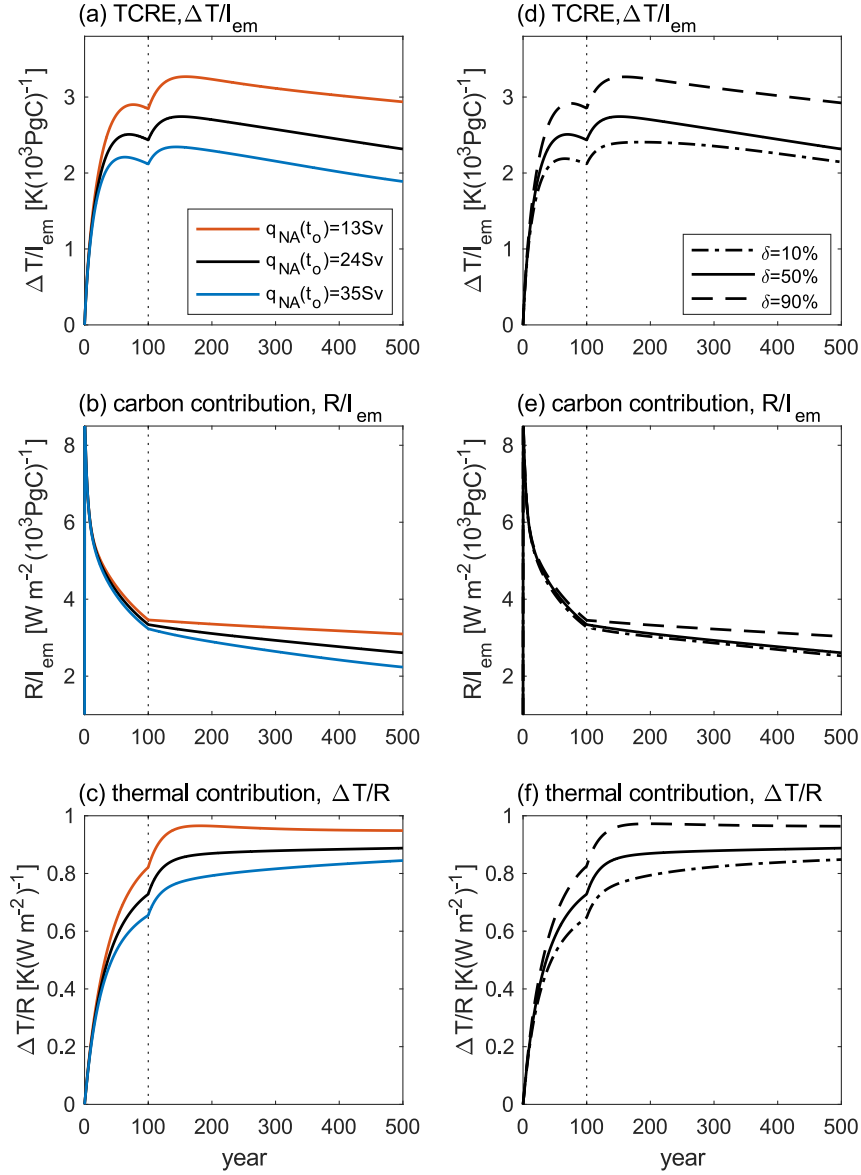 (a) TCRE, ΔT/I_em
ΔT/I_em [K(10³PgC)⁻¹]
3
2
1
0
q_NA(t_o)=13Sv
q_NA(t_o)=24Sv
q_NA(t_o)=35Sv
0 100 200 300 400 500
(d) TCRE, ΔT/I_em
ΔT/I_em [K(10³PgC)⁻¹]
3
2
1
0
δ=10%
δ=50%
δ=90%
0 100 200 300 400 500
(b) carbon contribution, R/I_em
R/I_em [W m⁻²(10³PgC)⁻¹]
8
6
4
2
0 100 200 300 400 500
(e) carbon contribution, R/I_em
R/I_em [W m⁻²(10³PgC)⁻¹]
8
6
4
2
0 100 200 300 400 500
(c) thermal contribution, ΔT/R
ΔT/R [K(W m⁻²)⁻¹]
1
0.8
0.6
0.4
0.2
0
0 100 200 300 400 500
year
(f) thermal contribution, ΔT/R
ΔT/R [K(W m⁻²)⁻¹]
1
0.8
0.6
0.4
0.2
0
0 100 200 300 400 500
year